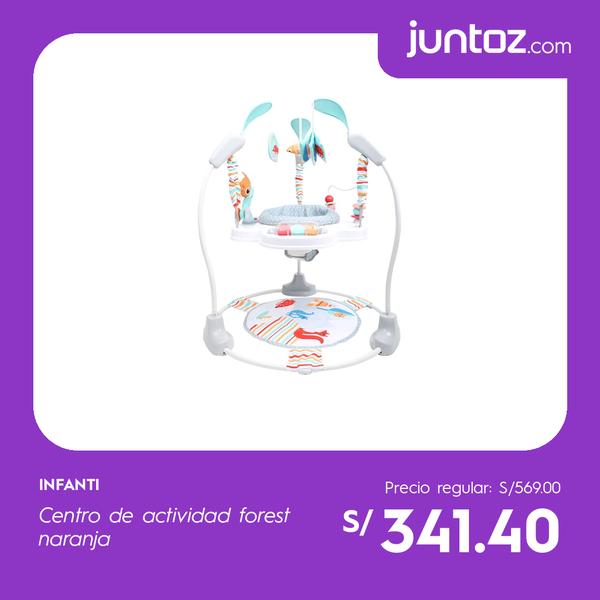 juntoz.com
INFANTI
Centro de actividad forest
naranja
Precio regular: S/569.00
S/ 341.40